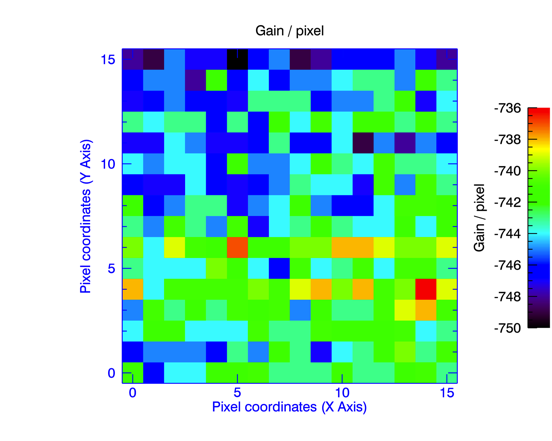 Gain / pixel
15
10
5
0
Pixel coordinates (Y Axis)
0 5 10 15
Pixel coordinates (X Axis)
-736
-738
-740
-742
-744
-746
-748
-750
Gain / pixel